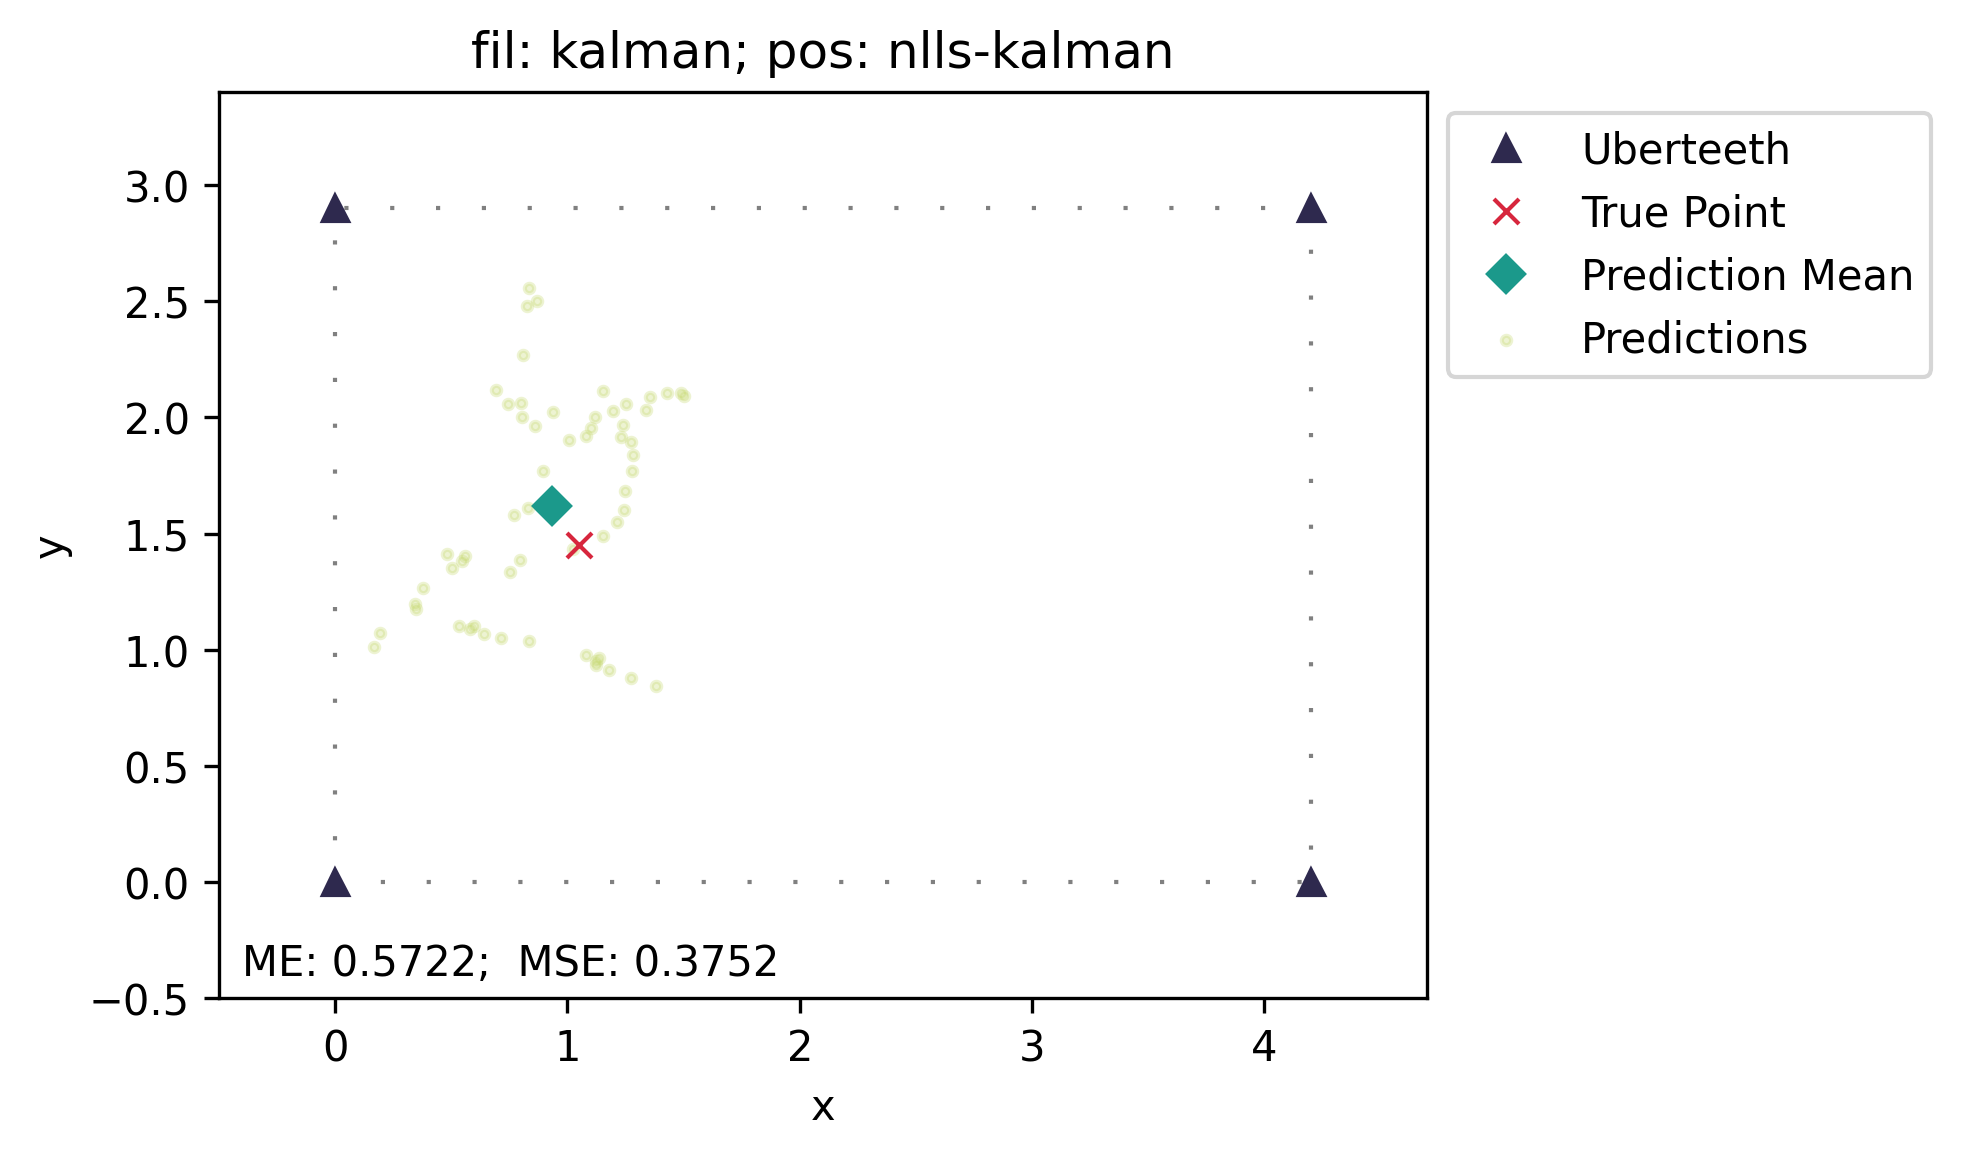 fil: kalman; pos: nlls-kalman
Uberteeth
True Point
Prediction Mean
Predictions
3.0
2.5
2.0
1.5
1.0
0.5
0.0
−0.5
y
ME: 0.5722;  MSE: 0.3752
0 1 2 3 4
x